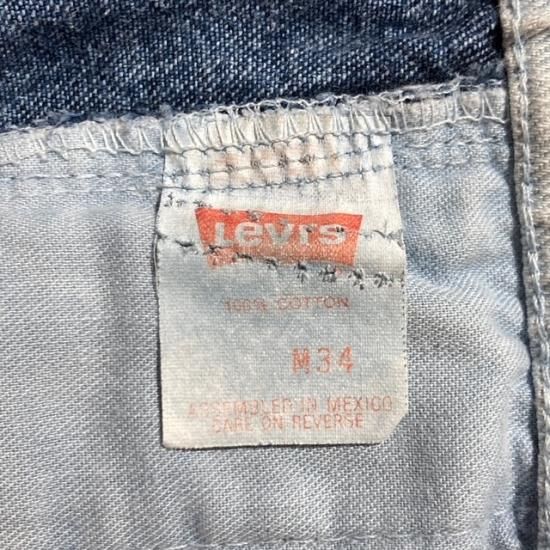 Levi's
100% COTTON
M34
ASSEMBLED IN MEXICO
CARE ON REVERSE